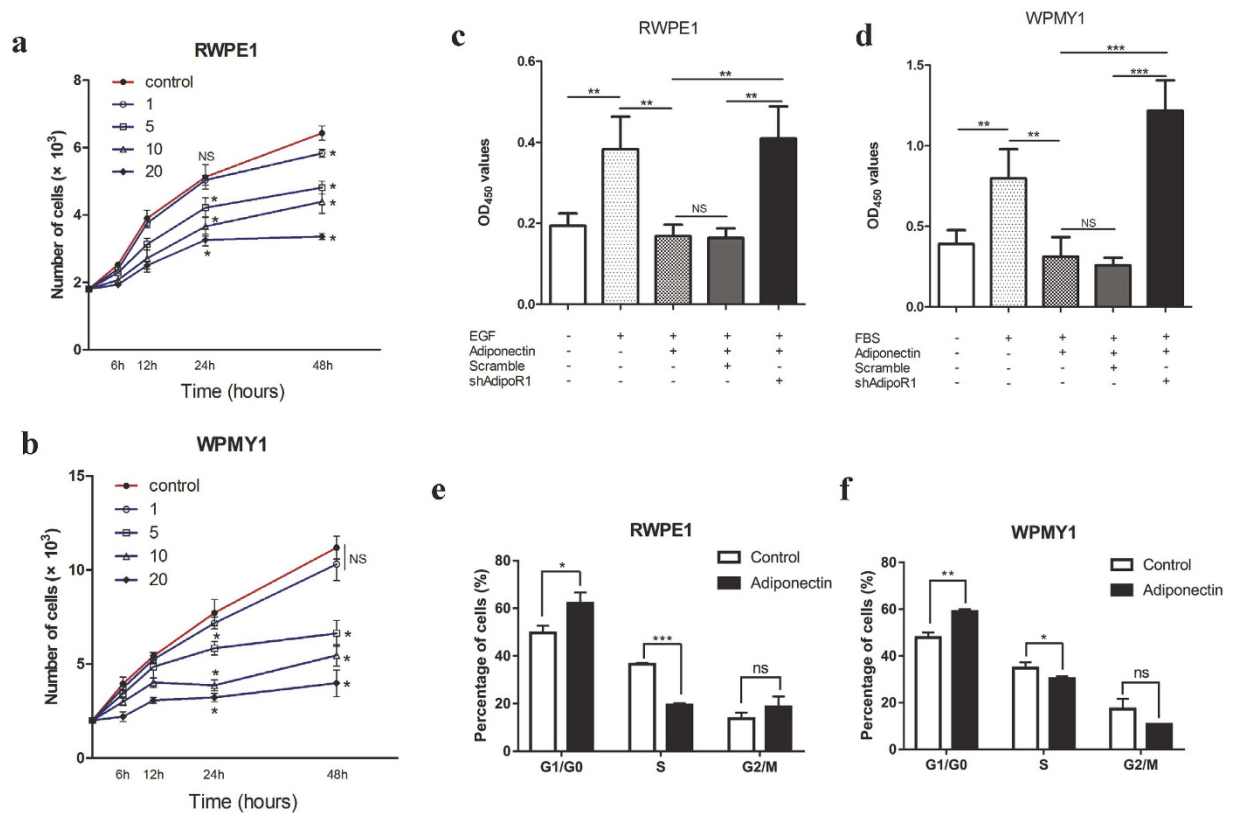 a
RWPE1
control
1
5
10
20
NS
*
*
*
*
*
*
*
8
6
4
2
0
Number of cells (× 10³)
6h 12h 24h 48h
Time (hours)
b
WPMY1
control
1
5
10
20
NS
*
*
*
*
*
*
15
10
5
0
Number of cells (× 10³)
6h 12h 24h 48h
Time (hours)
c
RWPE1
**
** ** **
NS
0.6
0.4
0.2
0.0
OD450 values
EGF - + + + +
Adiponectin - - + + +
Scramble - - - + -
shAdipoR1 - - - - +
d
WPMY1
***
***
** **
NS
1.5
1.0
0.5
0.0
OD450 values
FBS - + + + +
Adiponectin - - + + +
Scramble - - - + -
shAdipoR1 - - - - +
e
RWPE1
Control
Adiponectin
*
***
ns
80
60
40
20
0
Percentage of cells (%)
G1/G0 S G2/M
f
WPMY1
Control
Adiponectin
**
*
ns
80
60
40
20
0
Percentage of cells (%)
G1/G0 S G2/M